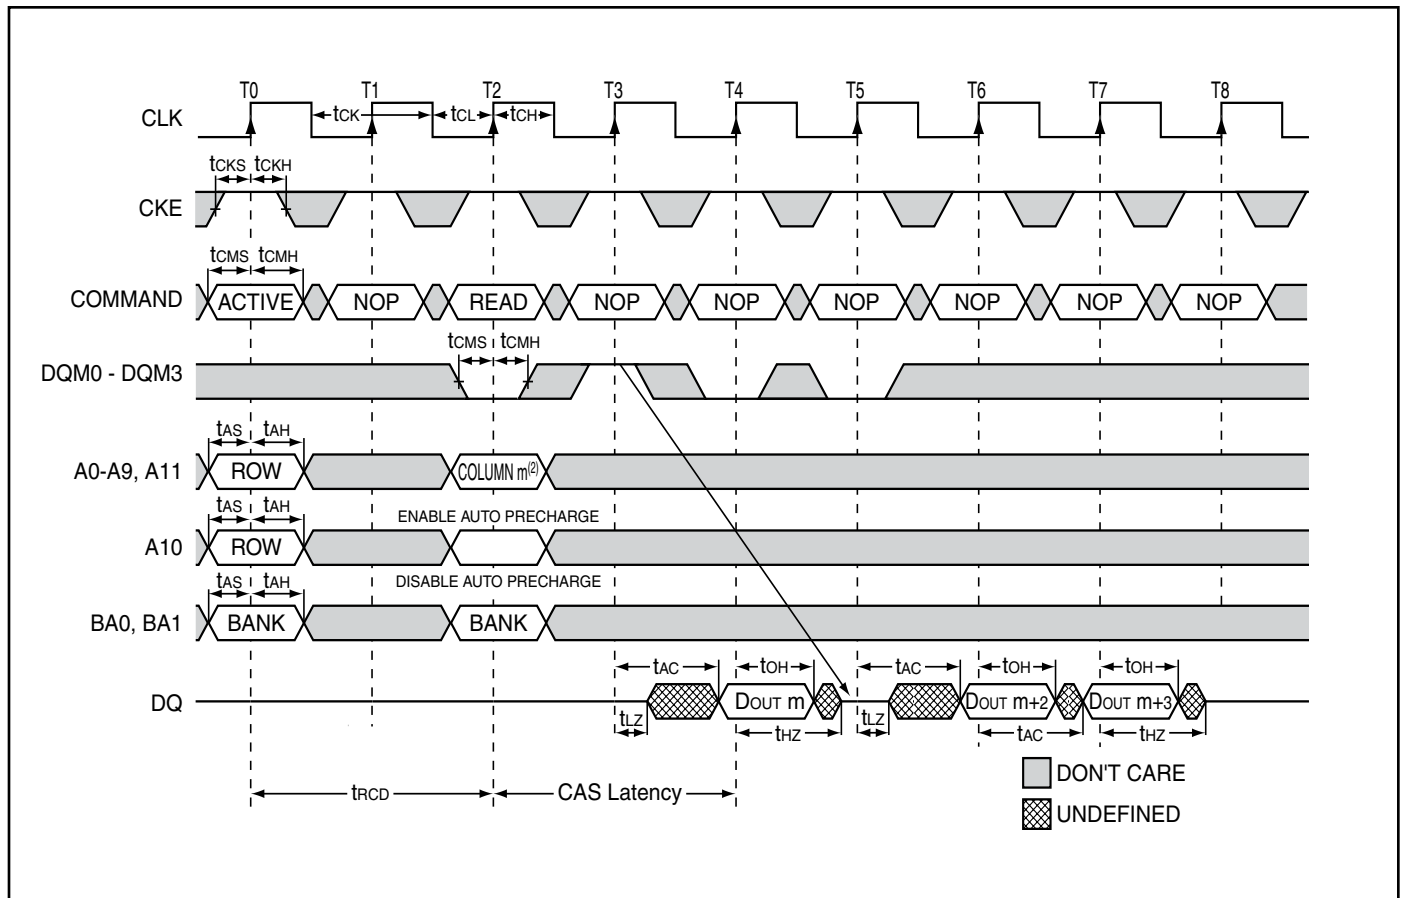 T0 T1 T2 T3 T4 T5 T6 T7 T8
CLK tCK tCL tCH
tCKS tCKH
CKE
tCMS tCMH
COMMAND ACTIVE NOP READ NOP NOP NOP NOP NOP NOP
tCMS tCMH
DQM0 - DQM3
tAS tAH
A0-A9, A11 ROW COLUMN m(2)
tAS tAH ENABLE AUTO PRECHARGE
A10 ROW
tAS tAH DISABLE AUTO PRECHARGE
BA0, BA1 BANK BANK
tAC tOH tAC tOH tOH
DQ DOUT m DOUT m+2 DOUT m+3
tLZ tHZ tLZ tAC tHZ
DON'T CARE
tRCD CAS Latency
UNDEFINED